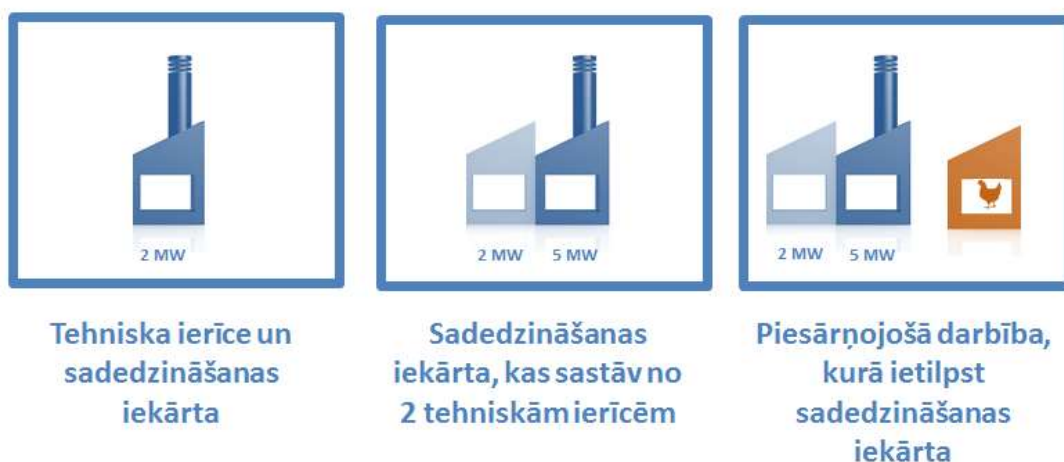 2 MW
2 MW 5 MW
2 MW 5 MW
Tehniska ierīce un
sadedzināšanas
iekārta
Sadedzināšanas
iekārta, kas sastāv no
2 tehniskām ierīcēm
Piesārņojošā darbība,
kurā ietilpst
sadedzināšanas
iekārta